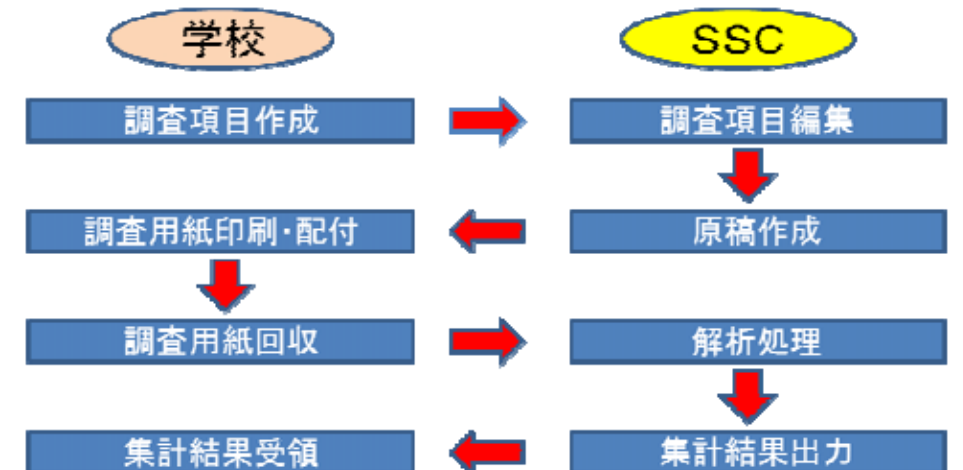 学校
SSC
調査項目作成
調査項目編集
調査用紙印刷・配付
原稿作成
調査用紙回収
解析処理
集計結果受領
集計結果出力